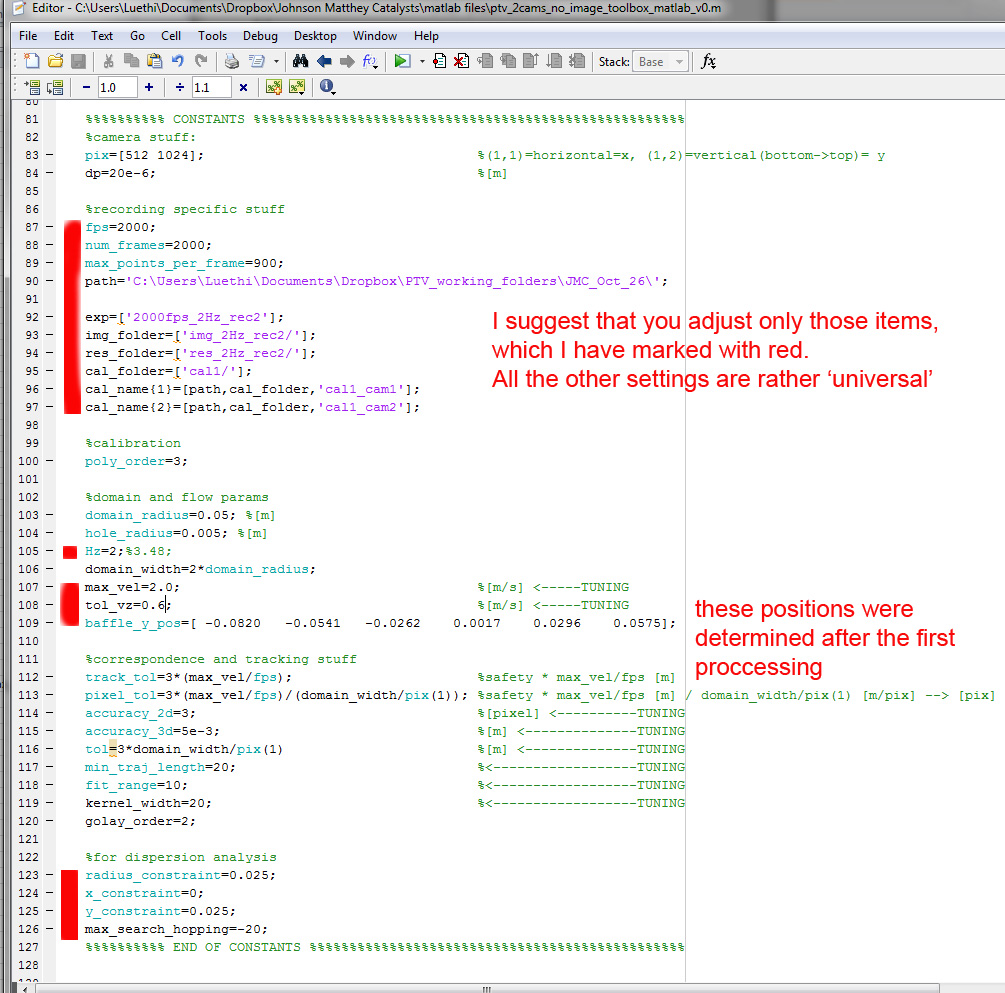 Editor - C:\Users\Luethi\Documents\Dropbox\Johnson Matthey Catalysts\matlab files\ptv_2cams_no_image_toolbox_matlab_v0.m
File Edit Text Go Cell Tools Debug Desktop Window Help
Stack: Base fx
− 1.0 + ÷ 1.1 ×
80
81 %%%%%%%%%% CONSTANTS %%%%%%%%%%%%%%%%%%%%%%%%%%%%%%%%%%%%%%%%%%%%%%%%%%%%%%
82 %camera stuff:
83 – pix=[512 1024]; %(1,1)=horizontal=x, (1,2)=vertical(bottom->top)= y
84 – dp=20e-6; %[m]
85
86 %recording specific stuff
87 – fps=2000;
88 – num_frames=2000;
89 – max_points_per_frame=900;
90 – path='C:\Users\Luethi\Documents\Dropbox\PTV_working_folders\JMC_Oct_26\';
91
92 – exp=['2000fps_2Hz_rec2'];
93 – img_folder=['img_2Hz_rec2/'];
94 – res_folder=['res_2Hz_rec2/'];
95 – cal_folder=['cal1/'];
96 – cal_name{1}=[path,cal_folder,'cal1_cam1'];
97 – cal_name{2}=[path,cal_folder,'cal1_cam2'];
I suggest that you adjust only those items,
which I have marked with red.
All the other settings are rather ‘universal’
98
99 %calibration
100 – poly_order=3;
101
102 %domain and flow params
103 – domain_radius=0.05; %[m]
104 – hole_radius=0.005; %[m]
105 – Hz=2;%3.48;
106 – domain_width=2*domain_radius;
107 – max_vel=2.0; %[m/s] <-----TUNING
108 – tol_vz=0.6; %[m/s] <-----TUNING
109 – baffle_y_pos=[ -0.0820 -0.0541 -0.0262 0.0017 0.0296 0.0575];
these positions were
determined after the first
proccessing
110
111 %correspondence and tracking stuff
112 – track_tol=3*(max_vel/fps); %safety * max_vel/fps [m]
113 – pixel_tol=3*(max_vel/fps)/(domain_width/pix(1)); %safety * max_vel/fps [m] / domain_width/pix(1) [m/pix] --> [pix]
114 – accuracy_2d=3; %[pixel] <----------TUNING
115 – accuracy_3d=5e-3; %[m] <--------------TUNING
116 – tol=3*domain_width/pix(1) %[m] <--------------TUNING
117 – min_traj_length=20; %<------------------TUNING
118 – fit_range=10; %<------------------TUNING
119 – kernel_width=20; %<------------------TUNING
120 – golay_order=2;
121
122 %for dispersion analysis
123 – radius_constraint=0.025;
124 – x_constraint=0;
125 – y_constraint=0.025;
126 – max_search_hopping=-20;
127 %%%%%%%%%% END OF CONSTANTS %%%%%%%%%%%%%%%%%%%%%%%%%%%%%%%%%%%%%%%%%%%%%%%
128
129